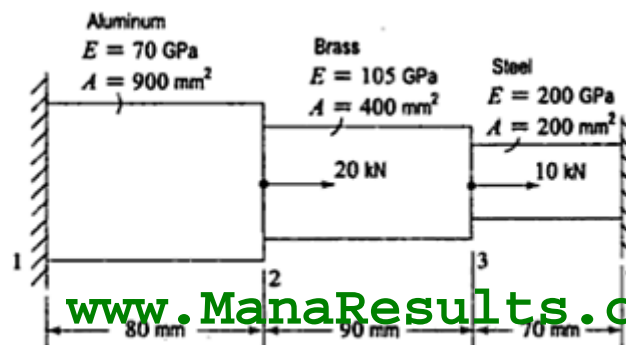 Aluminum
E = 70 GPa
A = 900 mm²
Brass
E = 105 GPa
A = 400 mm²
Steel
E = 200 GPa
A = 200 mm²
20 kN
10 kN
1
2
3
www.ManaResults.c
80 mm
90 mm
70 mm